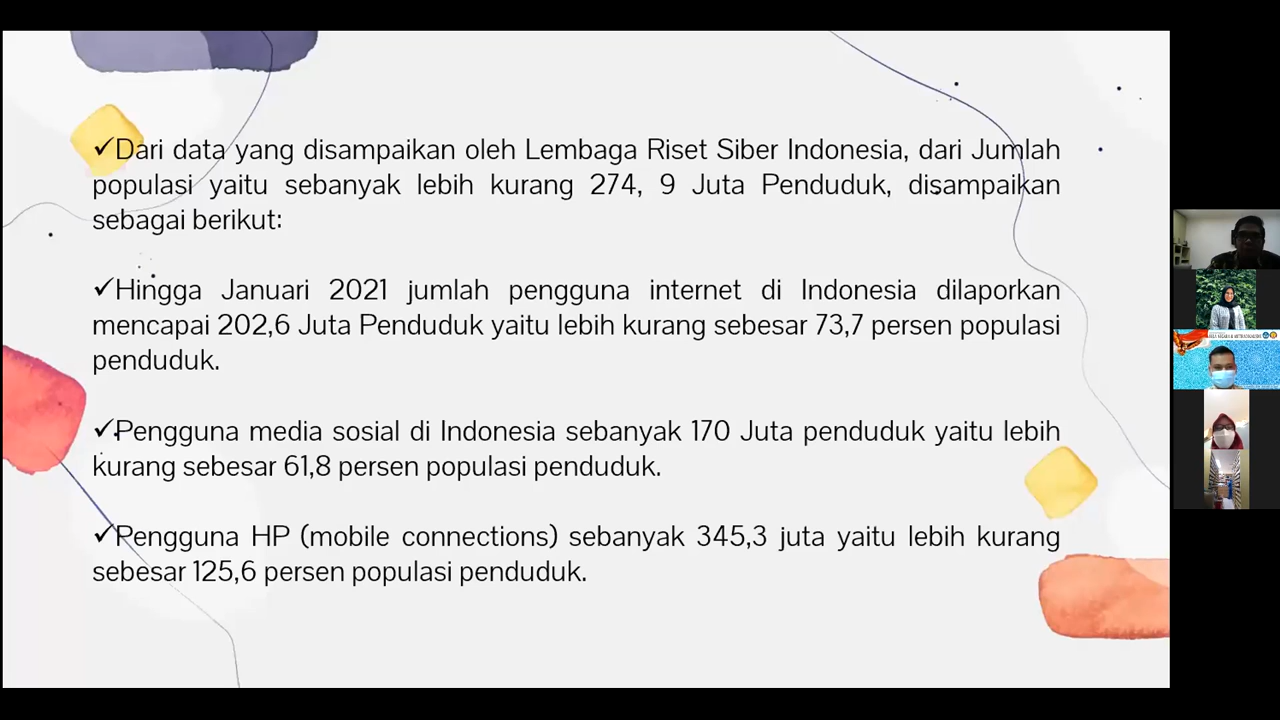 ✓Dari data yang disampaikan oleh Lembaga Riset Siber Indonesia, dari Jumlah
populasi yaitu sebanyak lebih kurang 274, 9 Juta Penduduk, disampaikan
sebagai berikut:
✓Hingga Januari 2021 jumlah pengguna internet di Indonesia dilaporkan
mencapai 202,6 Juta Penduduk yaitu lebih kurang sebesar 73,7 persen populasi
penduduk.
✓Pengguna media sosial di Indonesia sebanyak 170 Juta penduduk yaitu lebih
kurang sebesar 61,8 persen populasi penduduk.
✓Pengguna HP (mobile connections) sebanyak 345,3 juta yaitu lebih kurang
sebesar 125,6 persen populasi penduduk.